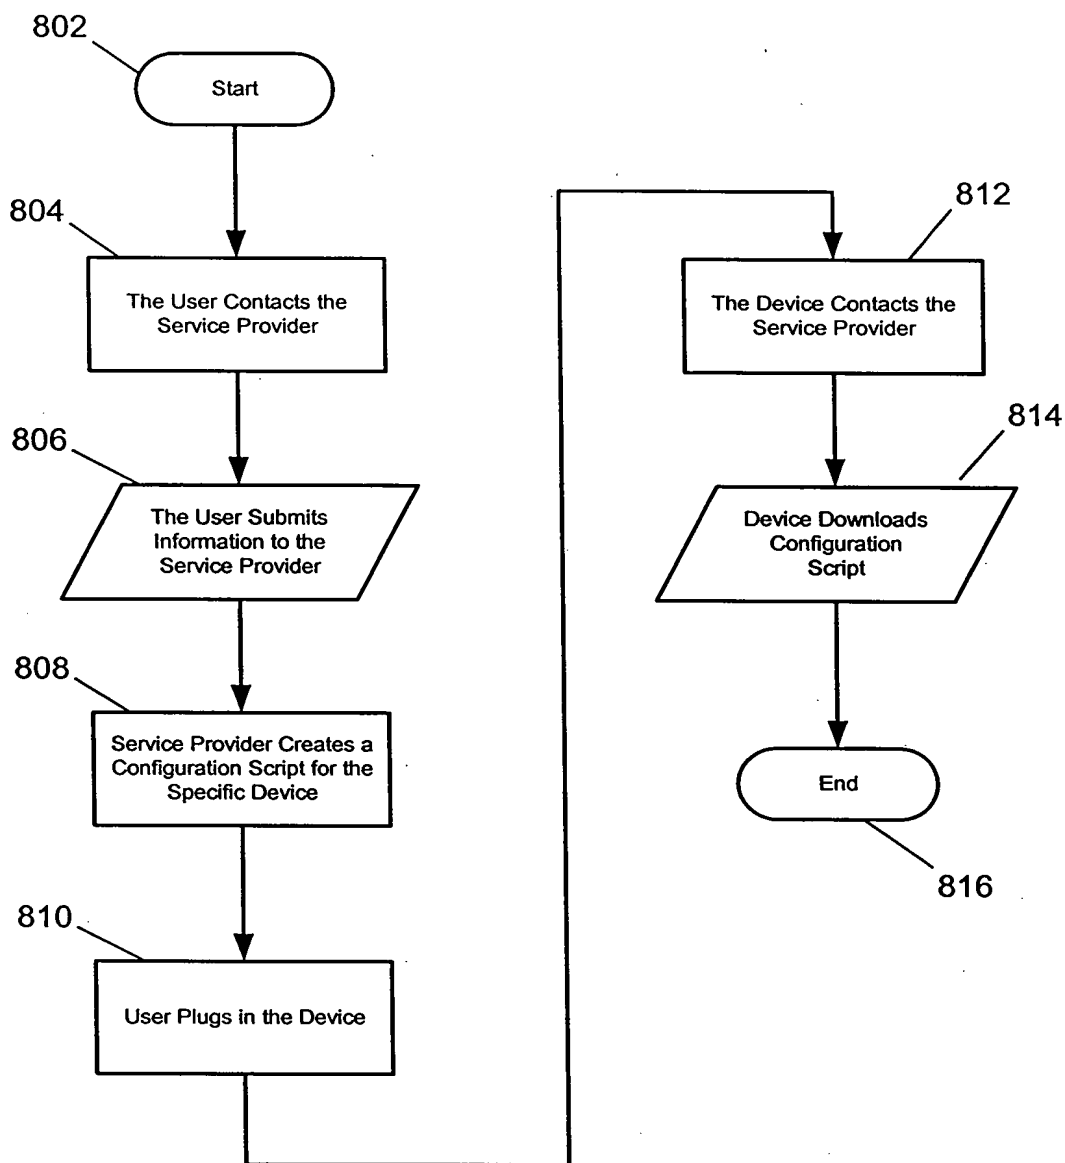 802
Start
804
The User Contacts the
Service Provider
806
The User Submits
Information to the
Service Provider
808
Service Provider Creates a
Configuration Script for the
Specific Device
810
User Plugs in the Device
812
The Device Contacts the
Service Provider
814
Device Downloads
Configuration
Script
End
816